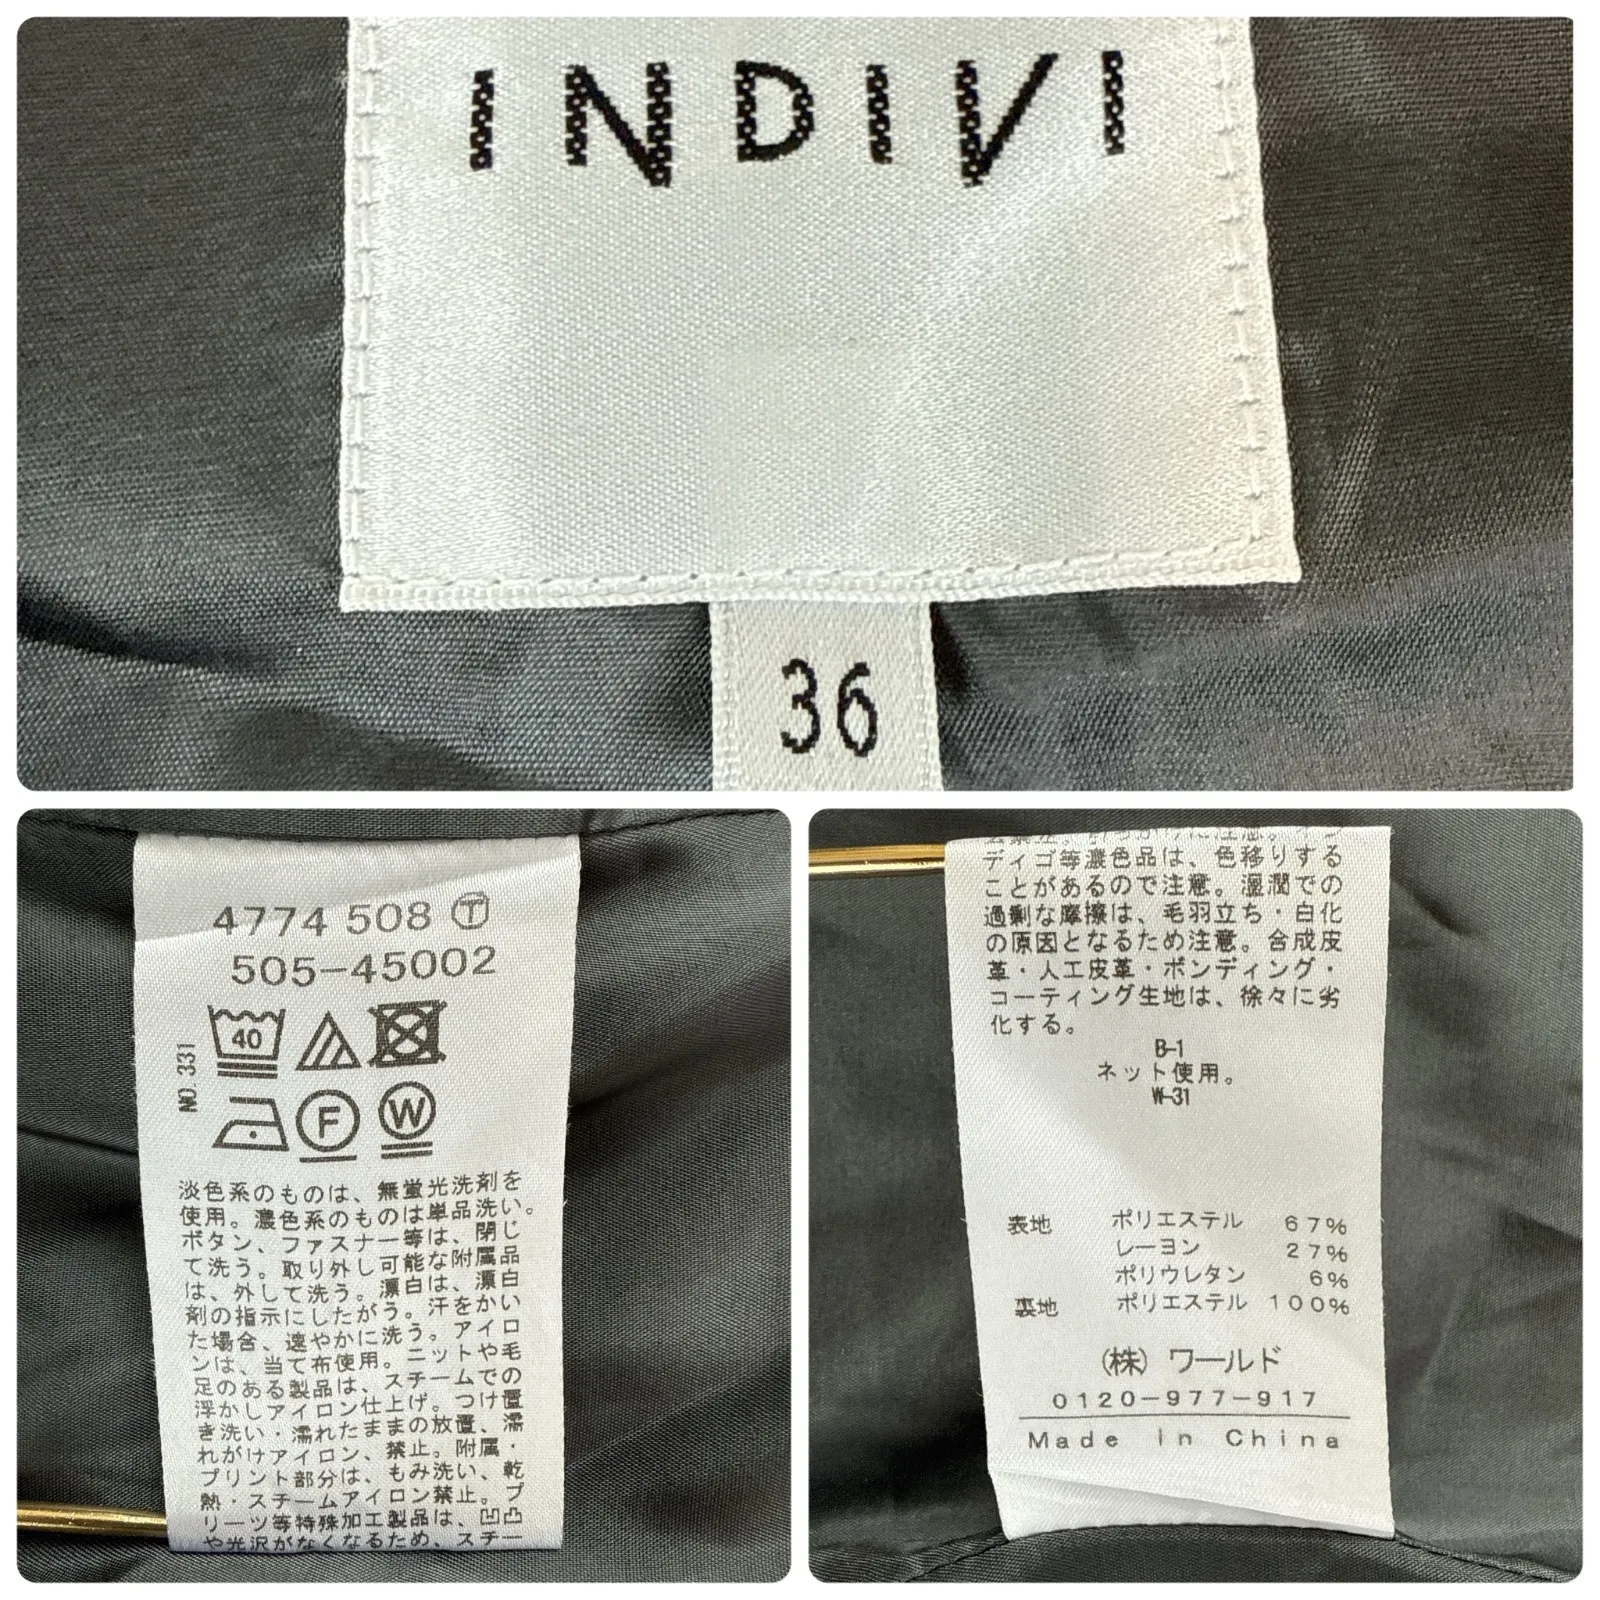 INDIVI
36
4774 508 Ⓣ
505-45002
40
NO.331
F
W
淡色系のものは、無蛍光洗剤を
使用。濃色系のものは単品洗い。
ボタン、ファスナー等は、閉じ
て洗う。取り外し可能な附属品
は、外して洗う。漂白は、漂白
剤の指示にしたがう。汗をかい
た場合、速やかに洗う。アイロ
ンは、当て布使用。ニットや毛
足のある製品は、スチームでの
浮かしアイロン仕上げ。つけ置
き洗い・濡れたままの放置、濡
れがけアイロン、禁止。附属・
プリント部分は、もみ洗い、乾
熱・スチームアイロン禁止。プ
リーツ等特殊加工製品は、凹凸
や光沢がなくなるため、スチー
ディゴ等濃色品は、色移りする
ことがあるので注意。湿潤での
過剰な摩擦は、毛羽立ち・白化
の原因となるため注意。合成皮
革・人工皮革・ボンディング・
コーティング生地は、徐々に劣
化する。
B-1
ネット使用。
W-31
表地 ポリエステル 67%
レーヨン 27%
ポリウレタン 6%
裏地 ポリエステル 100%
(株)ワールド
0120-977-917
Made in China